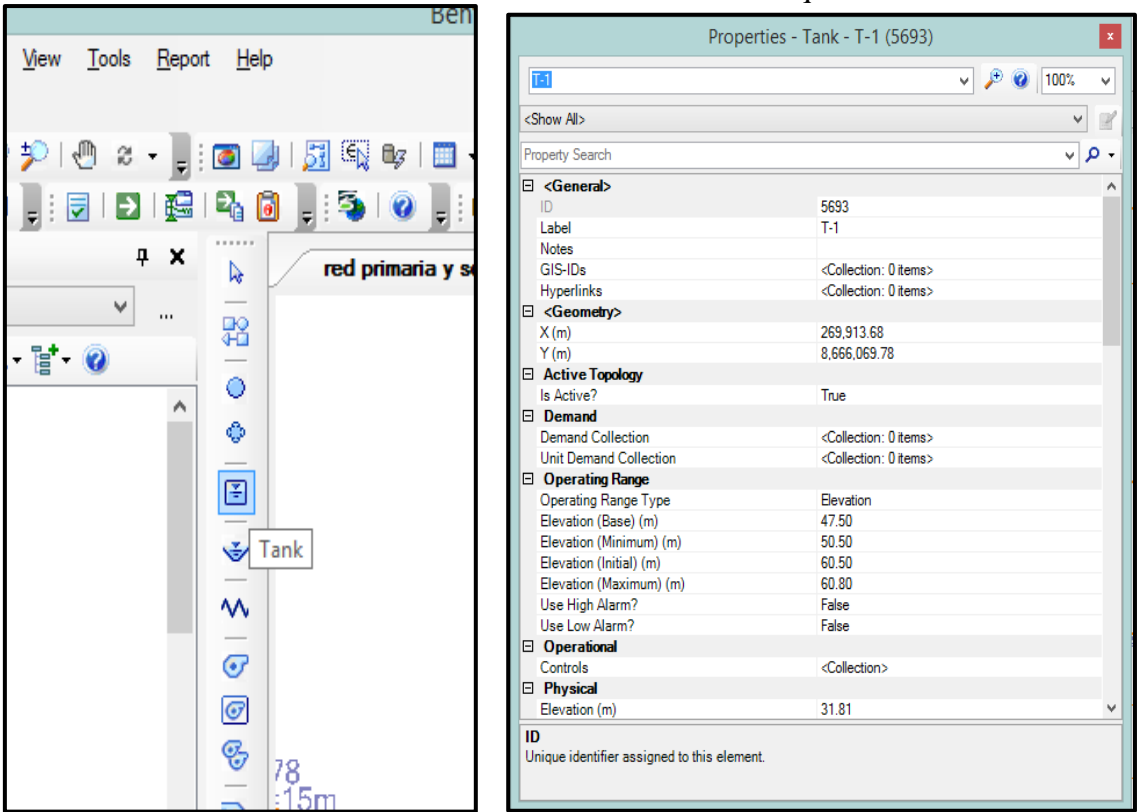 Ben
View Tools Report Help
red primaria y se
Tank
78
:15m
Properties - Tank - T-1 (5693)
T-1 100%
<Show All>
Property Search
<General>
ID 5693
Label T-1
Notes
GIS-IDs <Collection: 0 items>
Hyperlinks <Collection: 0 items>
<Geometry>
X (m) 269,913.68
Y (m) 8,666,069.78
Active Topology
Is Active? True
Demand
Demand Collection <Collection: 0 items>
Unit Demand Collection <Collection: 0 items>
Operating Range
Operating Range Type Elevation
Elevation (Base) (m) 47.50
Elevation (Minimum) (m) 50.50
Elevation (Initial) (m) 60.50
Elevation (Maximum) (m) 60.80
Use High Alarm? False
Use Low Alarm? False
Operational
Controls <Collection>
Physical
Elevation (m) 31.81
ID
Unique identifier assigned to this element.